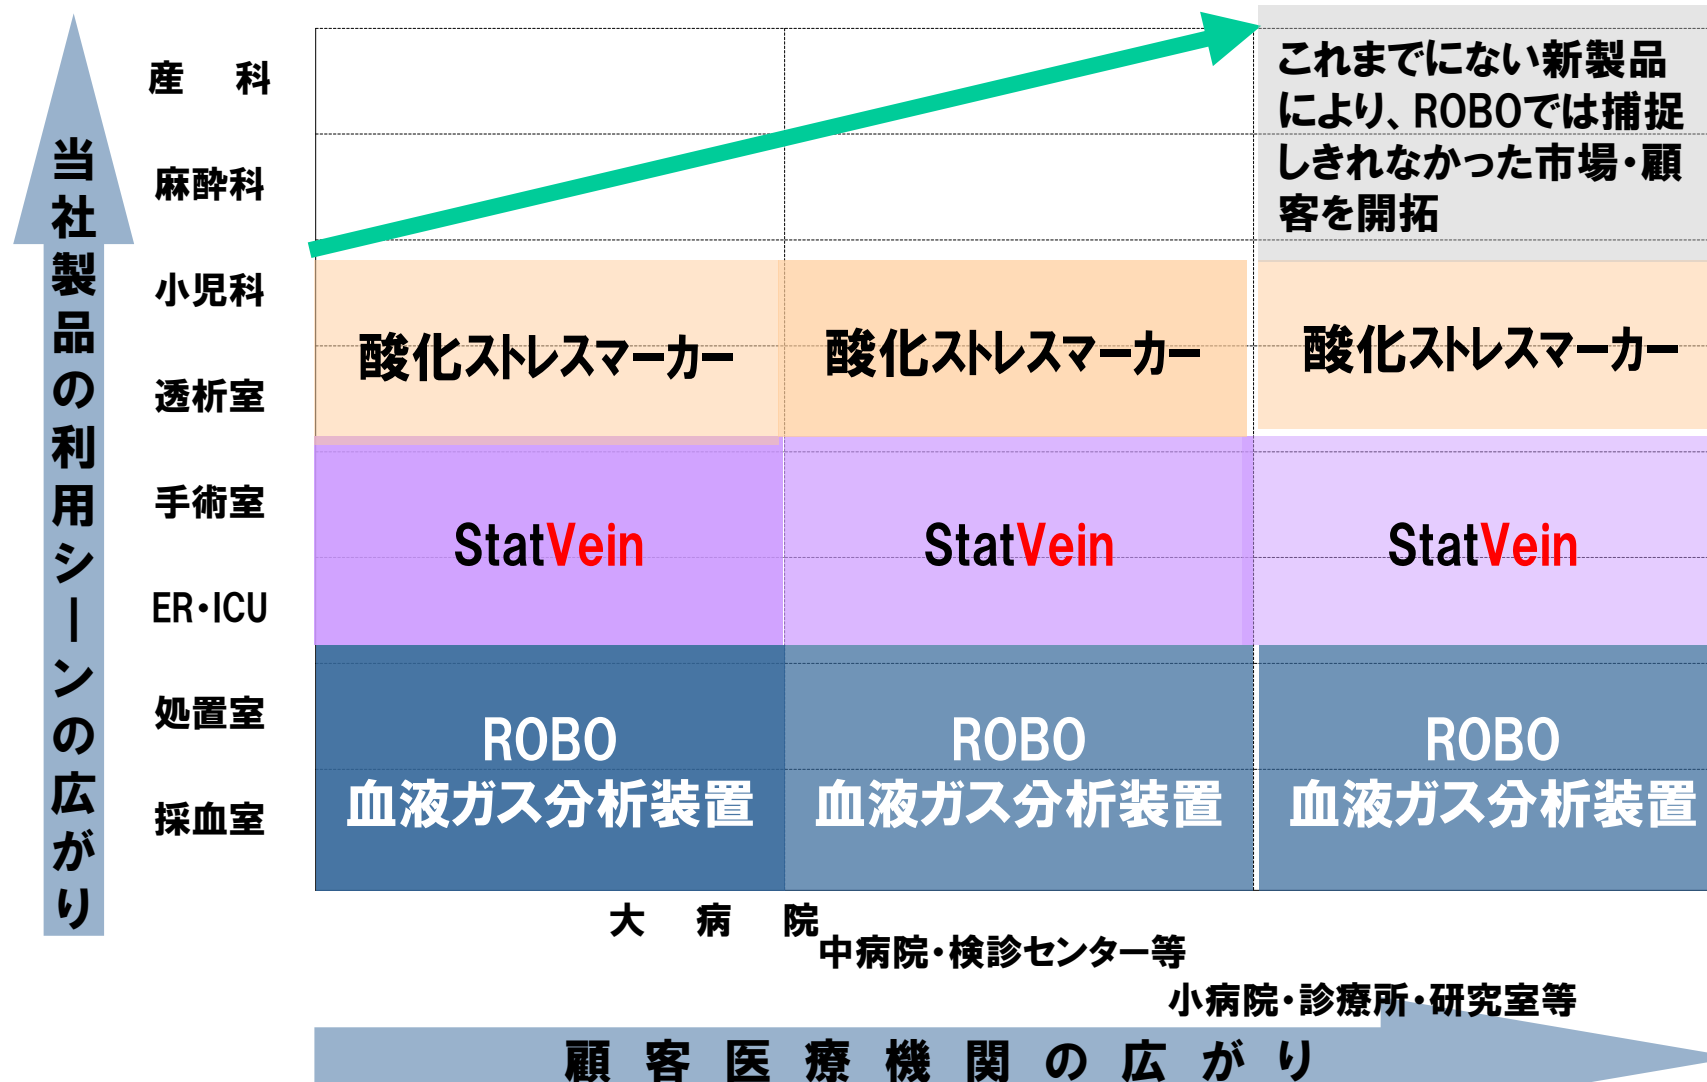 当社製品の利用シーンの広がり
産科
麻酔科
小児科
透析室
手術室
ER・ICU
処置室
採血室
これまでにない新製品
により、ROBOでは捕捉
しきれなかった市場・顧
客を開拓
酸化ストレスマーカー
酸化ストレスマーカー
酸化ストレスマーカー
StatVein
StatVein
StatVein
ROBO
血液ガス分析装置
ROBO
血液ガス分析装置
ROBO
血液ガス分析装置
大病院
中病院・検診センター等
小病院・診療所・研究室等
顧客医療機関の広がり